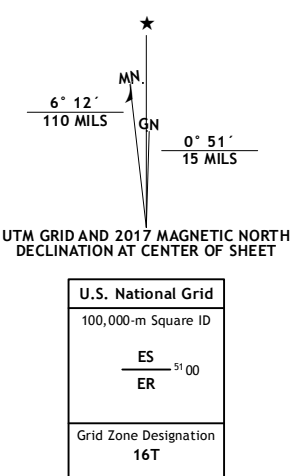 ★
MN.
6° 12´
110 MILS
GN
0° 51´
15 MILS
UTM GRID AND 2017 MAGNETIC NORTH
DECLINATION AT CENTER OF SHEET
U.S. National Grid
100,000-m Square ID
ES
51 00
ER
Grid Zone Designation
16T